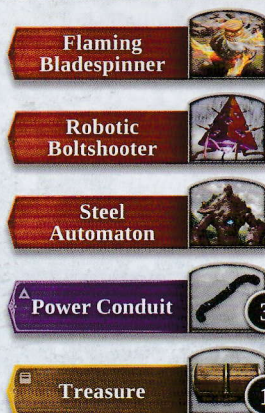 Flaming
Bladespinner
Robotic
Boltshooter
Steel
Automaton
Power Conduit
Treasure